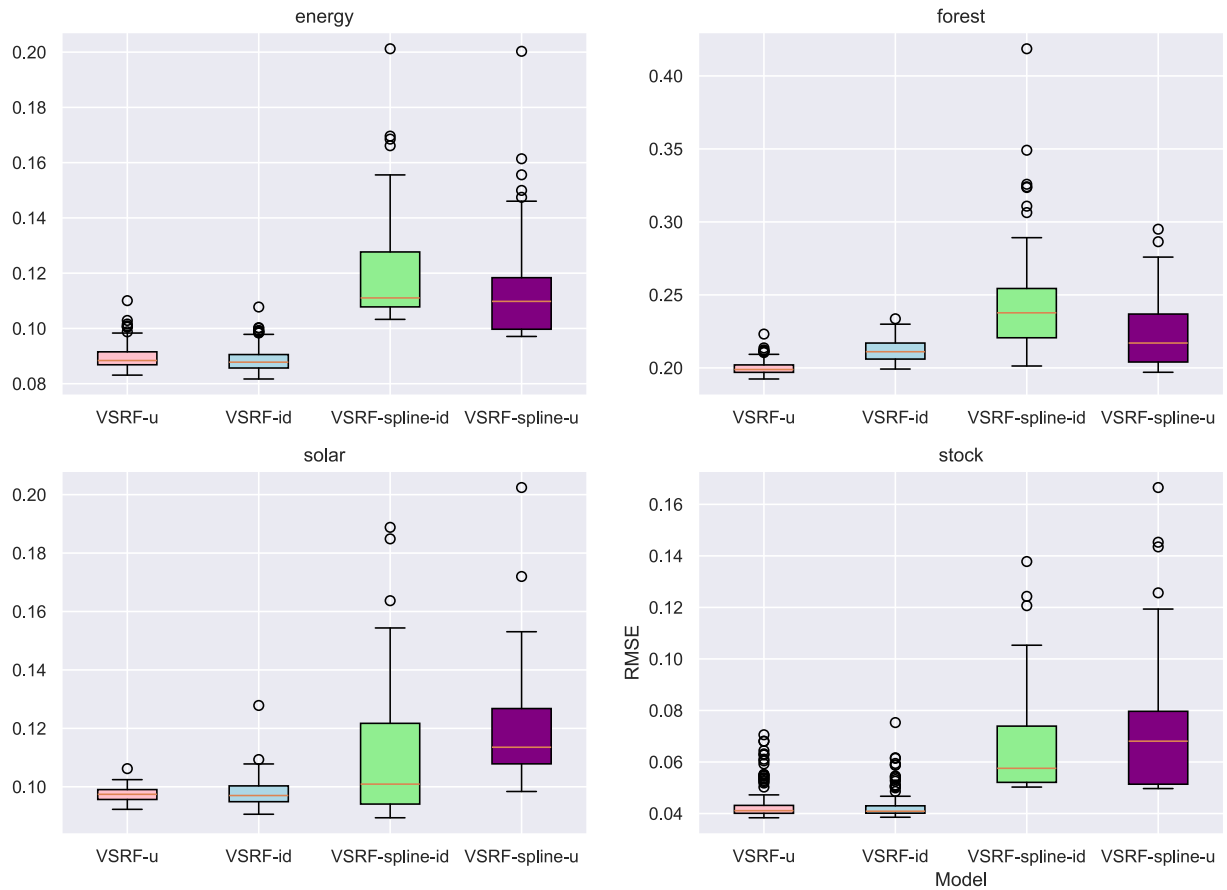 energy
0.20
0.18
0.16
0.14
0.12
0.10
0.08
VSRF-u VSRF-id VSRF-spline-id VSRF-spline-u
forest
0.40
0.35
0.30
0.25
0.20
VSRF-u VSRF-id VSRF-spline-id VSRF-spline-u
solar
0.20
0.18
0.16
0.14
0.12
0.10
VSRF-u VSRF-id VSRF-spline-id VSRF-spline-u
stock
RMSE
0.16
0.14
0.12
0.10
0.08
0.06
0.04
VSRF-u VSRF-id VSRF-spline-id VSRF-spline-u
Model